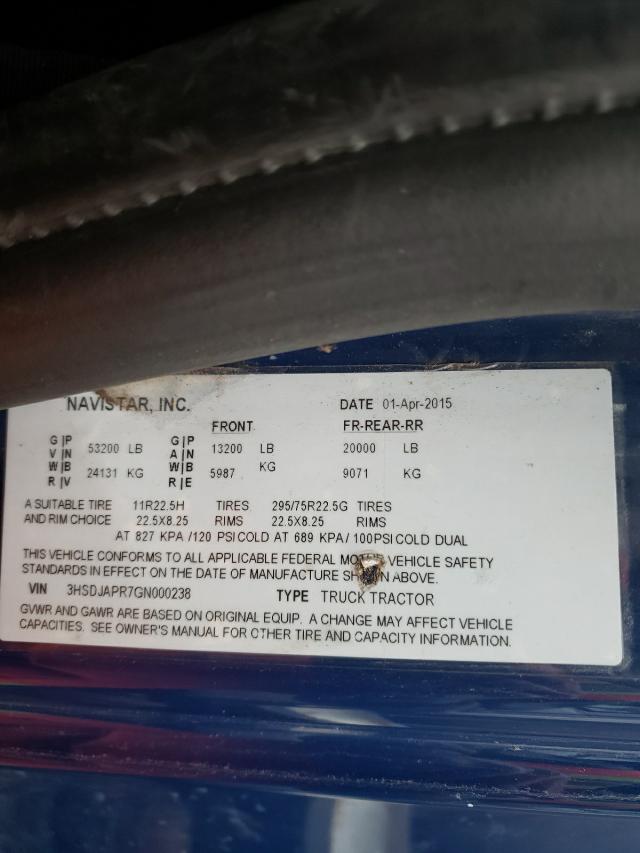 NAVISTAR, INC. DATE 01-Apr-2015
FRONT FR-REAR-RR
G|P G|P
V|N 53200 LB A|N 13200 LB 20000 LB
W|B W|B
R|V 24131 KG R|E 5987 KG 9071 KG
A SUITABLE TIRE 11R22.5H TIRES 295/75R22.5G TIRES
AND RIM CHOICE 22.5X8.25 RIMS 22.5X8.25 RIMS
AT 827 KPA /120 PSI COLD AT 689 KPA/ 100PSI COLD DUAL
THIS VEHICLE CONFORMS TO ALL APPLICABLE FEDERAL VEHICLE SAFETY
STANDARDS IN EFFECT ON THE DATE OF MANUFACTURE ABOVE.
VIN 3HSDJAPR7GN000238 TYPE TRUCK TRACTOR
GVWR AND GAWR ARE BASED ON ORIGINAL EQUIP. A CHANGE MAY AFFECT VEHICLE
CAPACITIES. SEE OWNER'S MANUAL FOR OTHER TIRE AND CAPACITY INFORMATION.